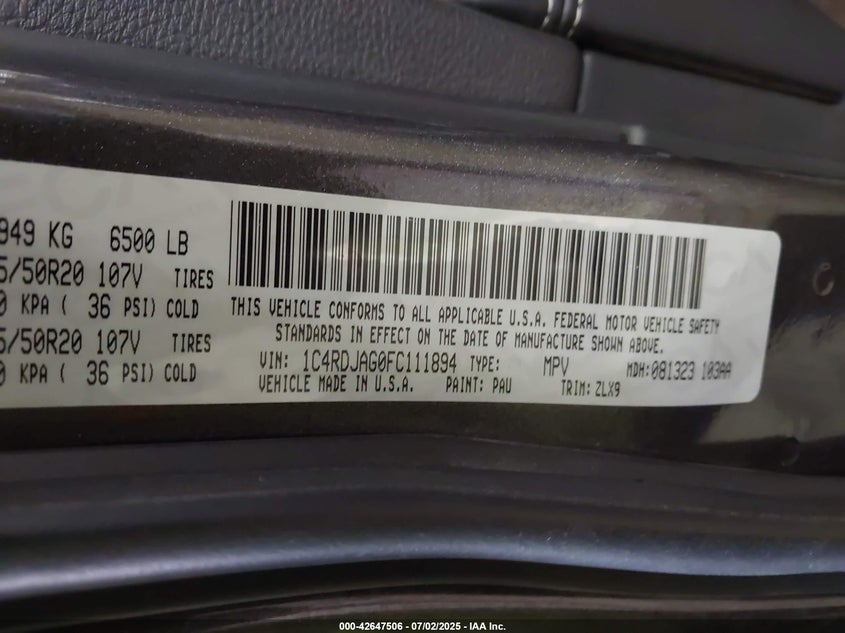 949 KG 6500 LB
5/50R20 107V TIRES
0 KPA ( 36 PSI) COLD
5/50R20 107V TIRES
0 KPA ( 36 PSI) COLD
THIS VEHICLE CONFORMS TO ALL APPLICABLE U.S.A. FEDERAL MOTOR VEHICLE SAFETY
STANDARDS IN EFFECT ON THE DATE OF MANUFACTURE SHOWN ABOVE.
VIN: 1C4RDJAG0FC111894 TYPE: MPV MDH: 081323 103AA
VEHICLE MADE IN U.S.A. PAINT: PAU TRIM: ZLX9
000-42647506 - 07/02/2025 - IAA Inc.